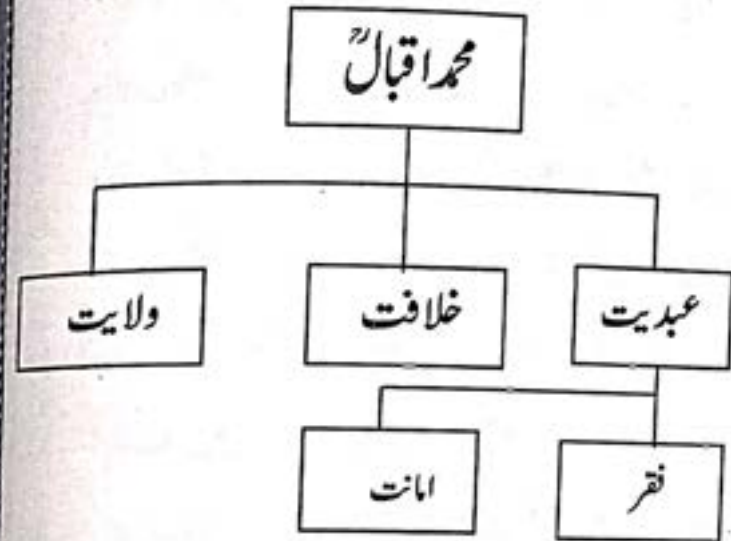 محمد اقبالؒ
عبدیت
خلافت
ولایت
فقر
امانت